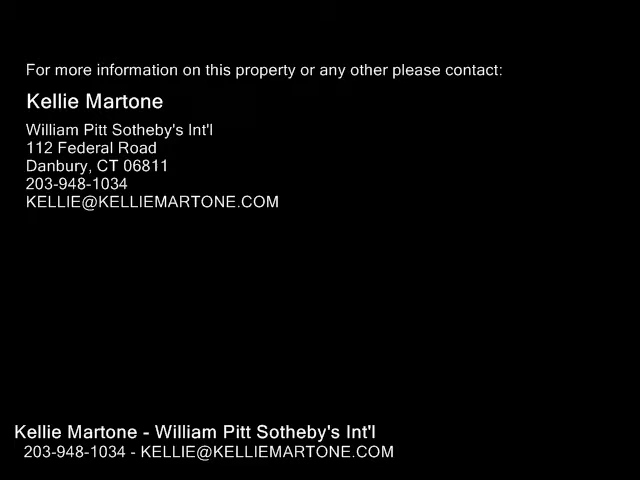 For more information on this property or any other please contact:
Kellie Martone
William Pitt Sotheby's Int'l
112 Federal Road
Danbury, CT 06811
203-948-1034
KELLIE@KELLIEMARTONE.COM
Kellie Martone - William Pitt Sotheby's Int'l
203-948-1034 - KELLIE@KELLIEMARTONE.COM